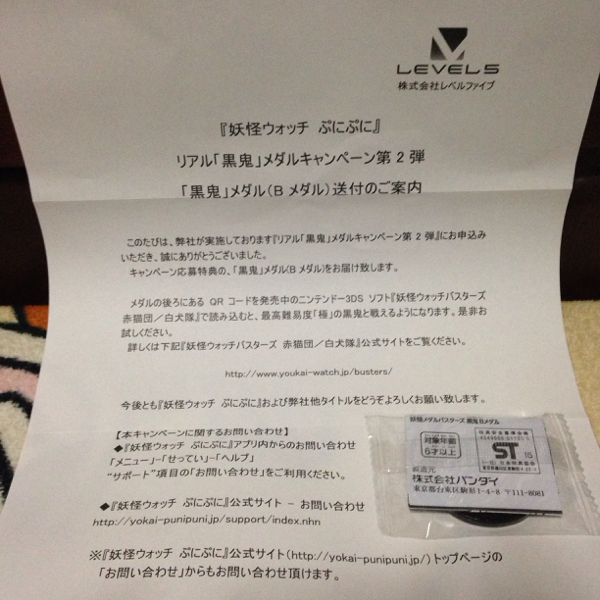 LEVEL5
株式会社レベルファイブ
『妖怪ウォッチ ぷにぷに』
リアル「黒鬼」メダルキャンペーン第2弾
「黒鬼」メダル(Bメダル)送付のご案内
このたびは、弊社が実施しております『リアル「黒鬼」メダルキャンペーン第2弾』にお申込み
いただき、誠にありがとうございました。
キャンペーン応募特典の、「黒鬼」メダル(Bメダル)をお届け致します。
メダルの後ろにある QR コードを発売中のニンテンドー3DS ソフト『妖怪ウォッチバスターズ
赤猫団／白犬隊』で読み込むと、最高難易度「極」の黒鬼と戦えるようになります。是非お
試しください。
詳しくは下記『妖怪ウォッチバスターズ 赤猫団／白犬隊』公式サイトをご覧ください。
http://www.youkai-watch.jp/busters/
今後とも『妖怪ウォッチ ぷにぷに』および弊社他タイトルをどうぞよろしくお願い致します。
【本キャンペーンに関するお問い合わせ】
◆『妖怪ウォッチ ぷにぷに』アプリ内からのお問い合わせ
「メニュー」-「せってい」-「ヘルプ」
"サポート"項目の「お問い合わせ」をご利用ください。
◆『妖怪ウォッチ ぷにぷに』公式サイト - お問い合わせ
http://yokai-punipuni.jp/support/index.nhn
※『妖怪ウォッチ ぷにぷに』公式サイト(http://yokai-punipuni.jp/)トップページの
「お問い合わせ」からもお問い合わせ頂けます。
妖怪メダルバスターズ 黒鬼 Bメダル
対象年齢
6才以上
ST 15
製造元
株式会社バンダイ
東京都台東区駒形1-4-8 〒111-8081